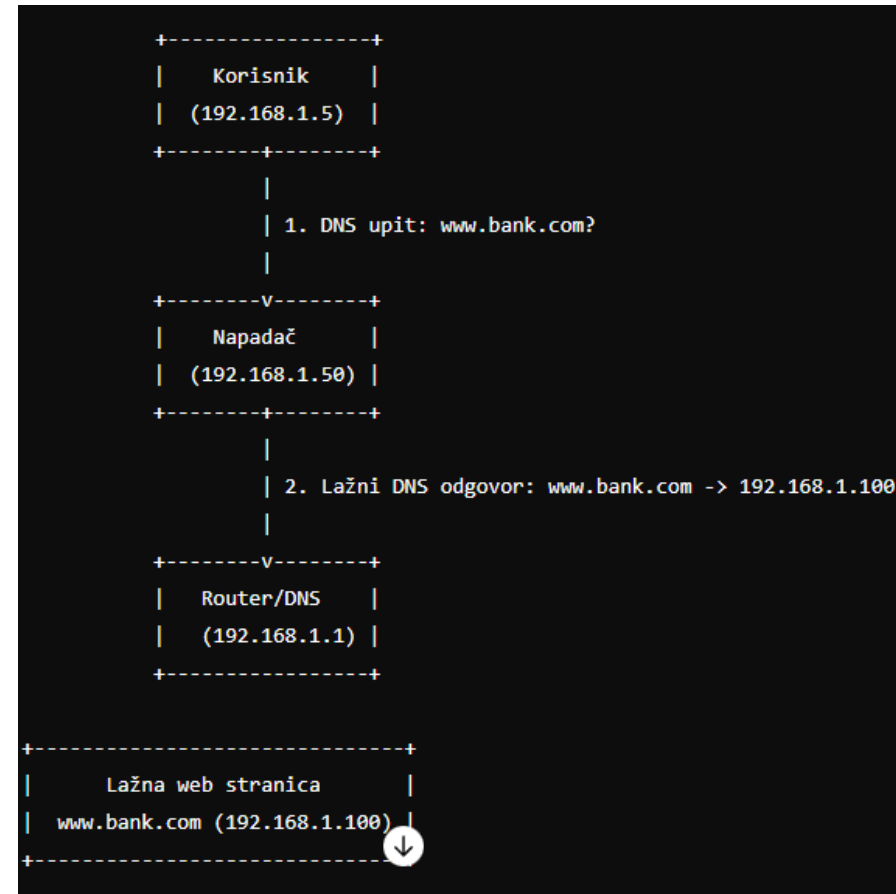 Korisnik
(192.168.1.5)
1. DNS upit: www.bank.com?
Napadač
(192.168.1.50)
2. Lažni DNS odgovor: www.bank.com -> 192.168.1.100
Router/DNS
(192.168.1.1)
Lažna web stranica
www.bank.com (192.168.1.100)